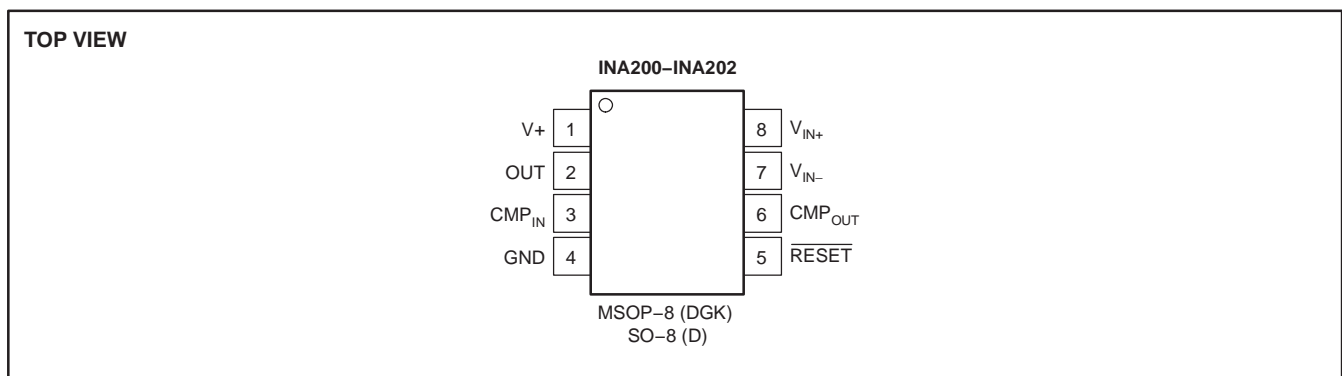 TOP VIEW
INA200–INA202
V+ 1 8 VIN+
OUT 2 7 VIN–
CMPIN 3 6 CMPOUT
GND 4 5 RESET
MSOP–8 (DGK)
SO–8 (D)